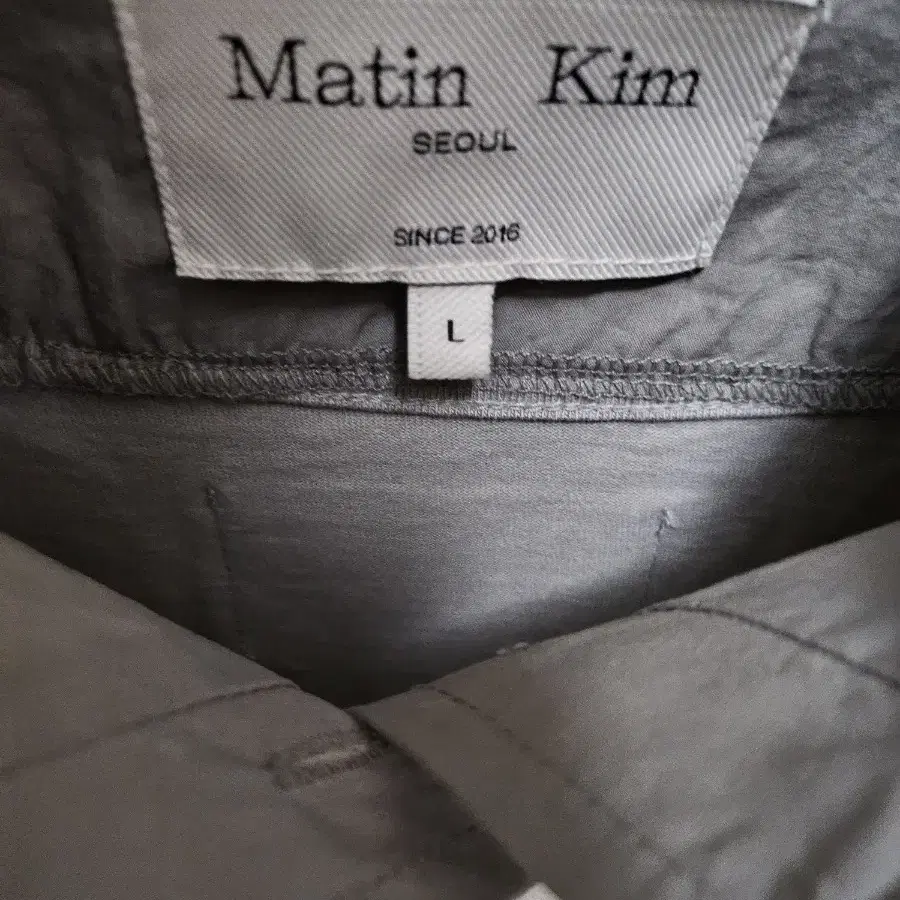 Matin Kim
SEOUL
SINCE 2016
L